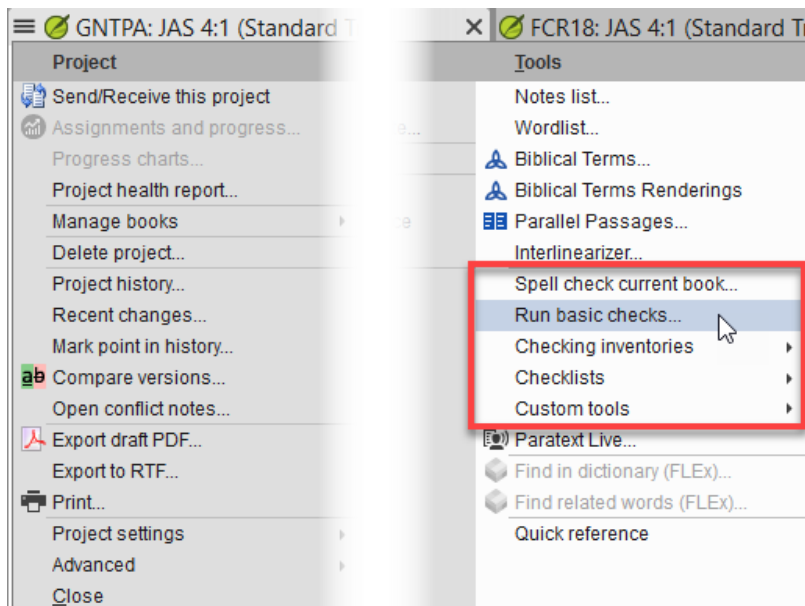 GNTPA: JAS 4:1 (Standard T
Project
Send/Receive this project
Assignments and progress...
Progress charts...
Project health report...
Manage books
Delete project...
Project history...
Recent changes...
Mark point in history...
ab Compare versions...
Open conflict notes...
Export draft PDF...
Export to RTF...
Print...
Project settings
Advanced
Close
FCR18: JAS 4:1 (Standard Tr
Tools
Notes list...
Wordlist...
Biblical Terms...
Biblical Terms Renderings
Parallel Passages...
Interlinearizer...
Spell check current book...
Run basic checks...
Checking inventories
Checklists
Custom tools
Paratext Live...
Find in dictionary (FLEx)...
Find related words (FLEx)...
Quick reference